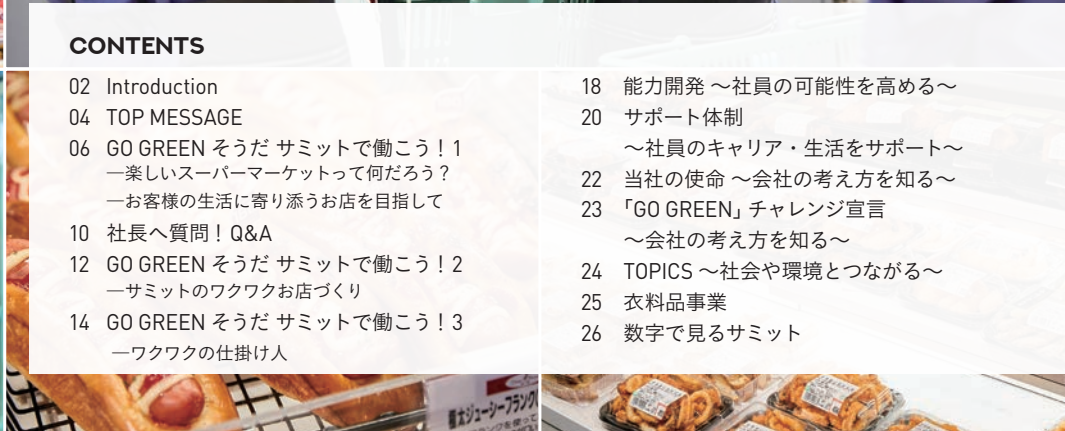 CONTENTS
02 Introduction
04 TOP MESSAGE
06 GO GREEN そうだ サミットで働こう！1
―楽しいスーパーマーケットって何だろう？
―お客様の生活に寄り添うお店を目指して
10 社長へ質問！Q&A
12 GO GREEN そうだ サミットで働こう！2
―サミットのワクワクお店づくり
14 GO GREEN そうだ サミットで働こう！3
―ワクワクの仕掛け人
18 能力開発 〜社員の可能性を高める〜
20 サポート体制
〜社員のキャリア・生活をサポート〜
22 当社の使命 〜会社の考え方を知る〜
23 「GO GREEN」チャレンジ宣言
〜会社の考え方を知る〜
24 TOPICS 〜社会や環境とつながる〜
25 衣料品事業
26 数字で見るサミット
極太ジューシーフランク